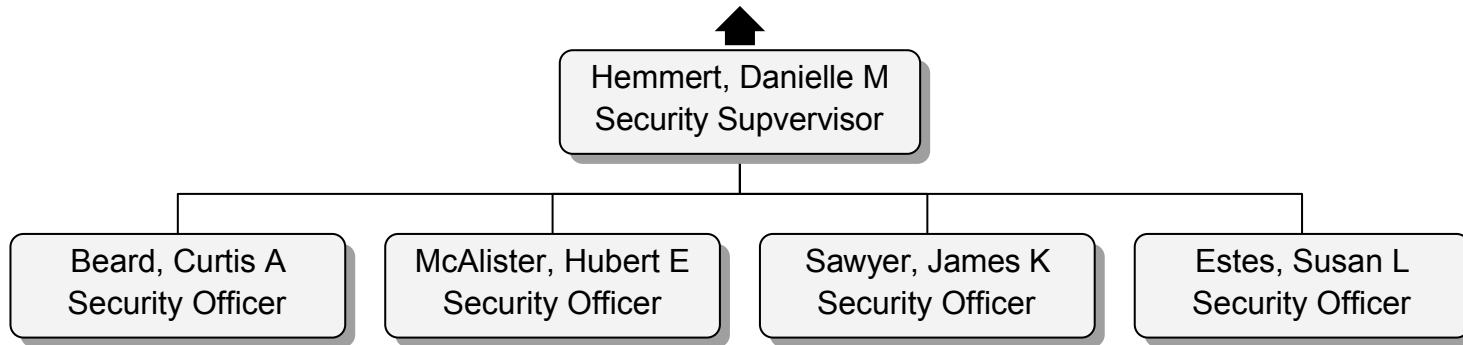 Hemmert, Danielle M
Security Supvervisor
Beard, Curtis A
Security Officer
McAlister, Hubert E
Security Officer
Sawyer, James K
Security Officer
Estes, Susan L
Security Officer